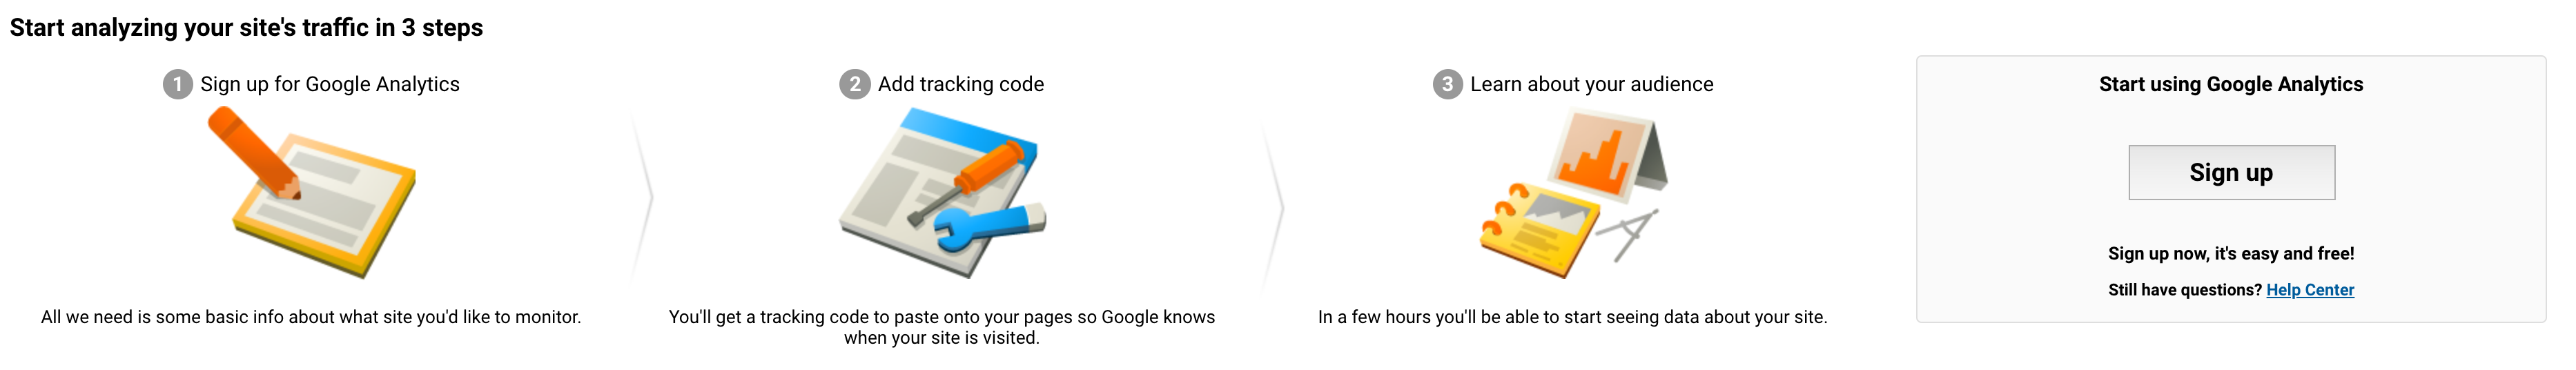 Start analyzing your site's traffic in 3 steps
1 Sign up for Google Analytics
All we need is some basic info about what site you'd like to monitor.
2 Add tracking code
You'll get a tracking code to paste onto your pages so Google knows
when your site is visited.
3 Learn about your audience
In a few hours you'll be able to start seeing data about your site.
Start using Google Analytics
Sign up
Sign up now, it's easy and free!
Still have questions? Help Center